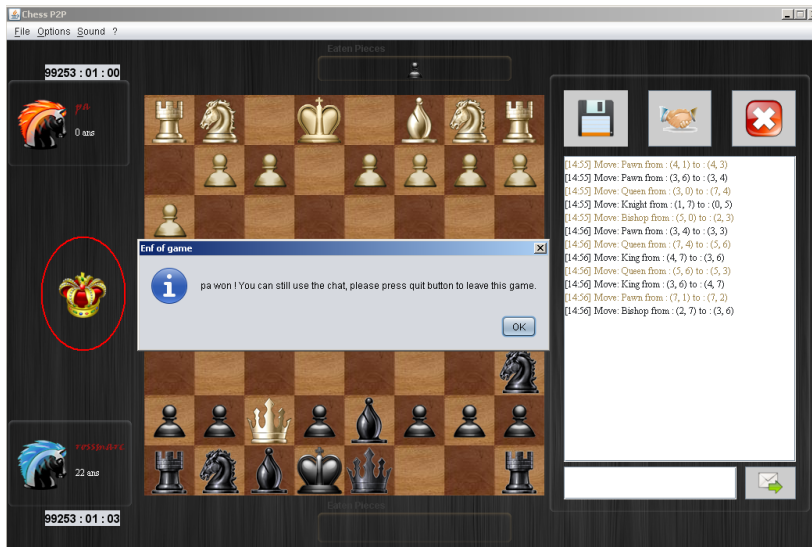 Chess P2P
File Options Sound ?
Eaten Pieces
99253 : 01 : 00
pa
0 ans
[14:55] Move: Pawn from : (4, 1) to : (4, 3)
[14:55] Move: Pawn from : (3, 6) to : (3, 4)
[14:55] Move: Queen from : (3, 0) to : (7, 4)
[14:55] Move: Knight from : (1, 7) to : (0, 5)
[14:55] Move: Bishop from : (5, 0) to : (2, 3)
[14:56] Move: Pawn from : (3, 4) to : (3, 3)
[14:56] Move: Queen from : (7, 4) to : (5, 6)
[14:56] Move: King from : (4, 7) to : (3, 6)
[14:56] Move: Queen from : (5, 6) to : (5, 3)
[14:56] Move: King from : (3, 6) to : (4, 7)
[14:56] Move: Pawn from : (7, 1) to : (7, 2)
[14:56] Move: Bishop from : (2, 7) to : (3, 6)
Enf of game
pa won ! You can still use the chat, please press quit button to leave this game.
OK
ressmarc
22 ans
99253 : 01 : 03
Eaten Pieces